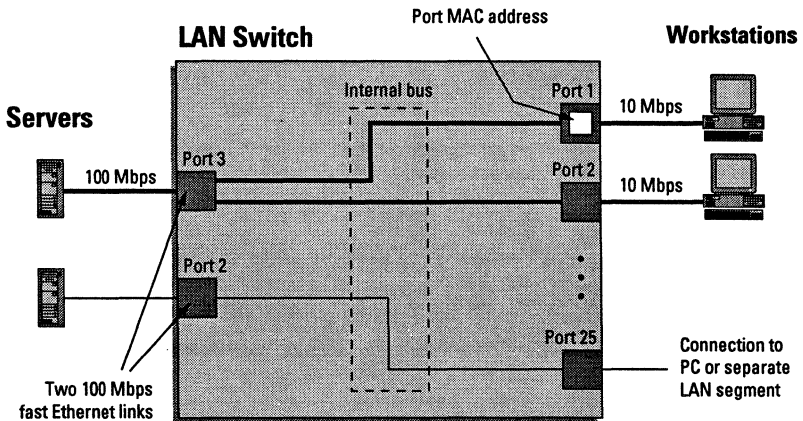 Port MAC address
LAN Switch
Workstations
Internal bus
Port 1
10 Mbps
Servers
Port 3
100 Mbps
Port 2
10 Mbps
Port 2
Port 25
Connection to
PC or separate
LAN segment
Two 100 Mbps
fast Ethernet links